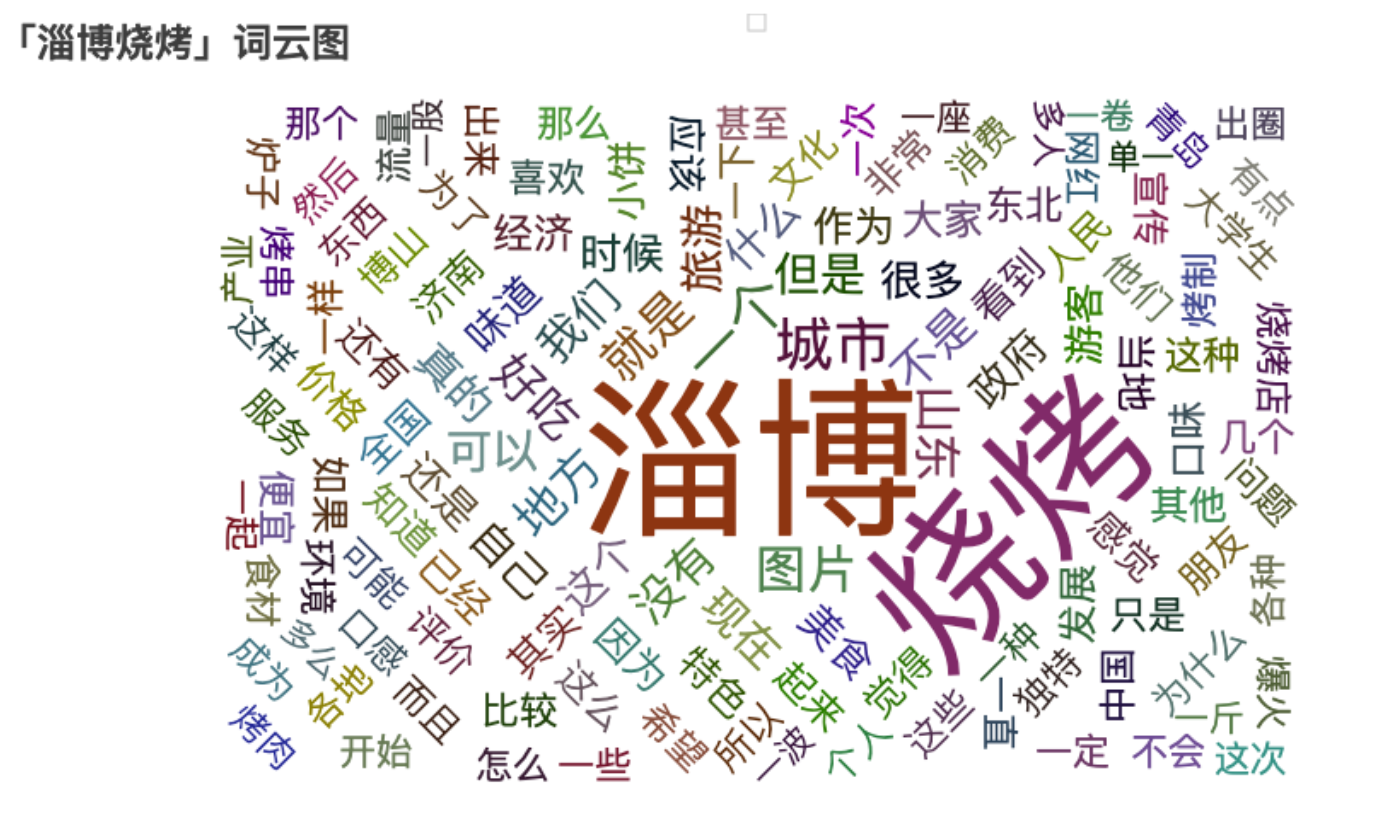 「淄博烧烤」词云图
那个
流量
一股
出来
那么
应该
甚至
一次
一座
多人
一卷
青岛
出圈
炉子
然后
为了
喜欢
小饼
一下
文化
非常
消费
网红
单一
宣传
有点
大学生
亚产
烤串
东西
博山
济南
经济
时候
旅游
什么
作为
大家
东北
人民
他们
烤制
这样
一样
还有
味道
我们
就是
一个
但是
很多
看到
游客
当地
这种
烧烤店
价格
真的
好吃
城市
不是
政府
服务
全国
可以
地方
淄博
山东
烧烤
口味
几个
便宜
一起
如果
知道
还是
自己
其他
问题
食材
环境
可能
已经
这个
没有
图片
感觉
朋友
各种
成为
多么
口感
评价
其实
因为
现在
美食
发展
只是
烤肉
各地
而且
这么
特色
起来
觉得
一种
独特
中国
为什么
爆火
开始
比较
希望
所以
一波
个人
这些
一直
一斤
怎么
一些
一定
不会
这次